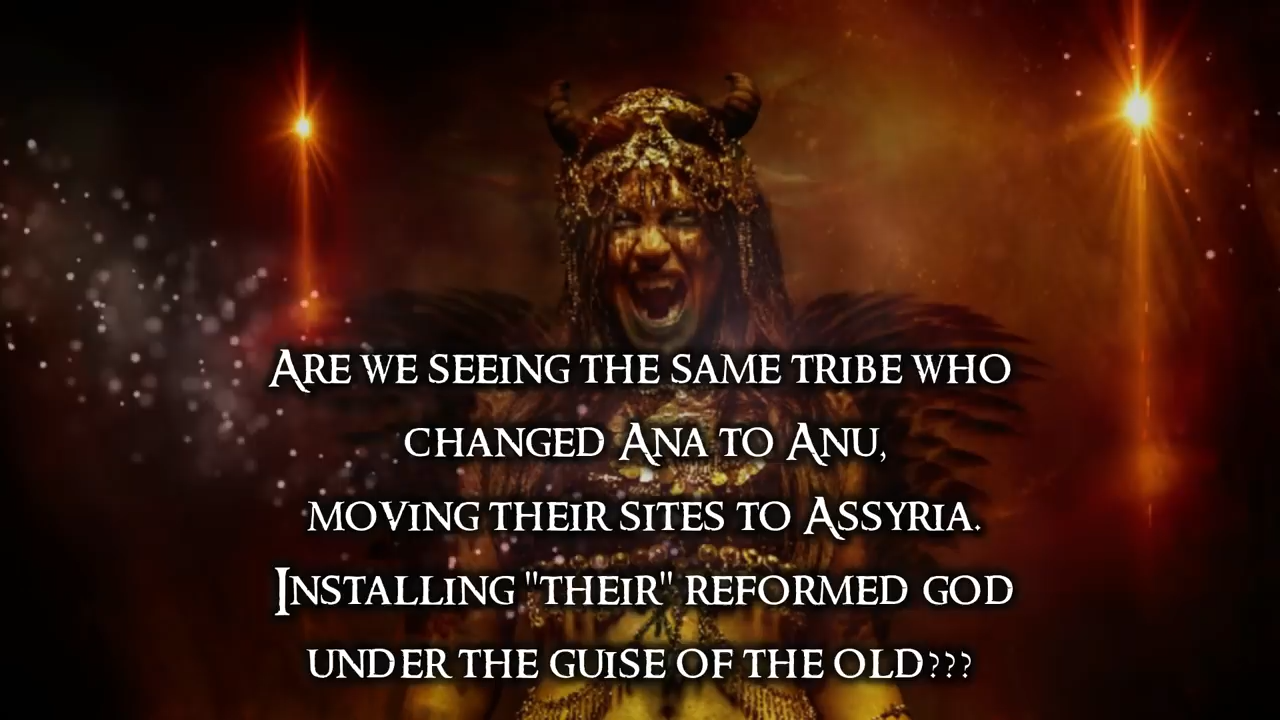 Are we seeing the same tribe who
changed Ana to Anu,
moving their sites to Assyria.
Installing "their" reformed god
under the guise of the old???